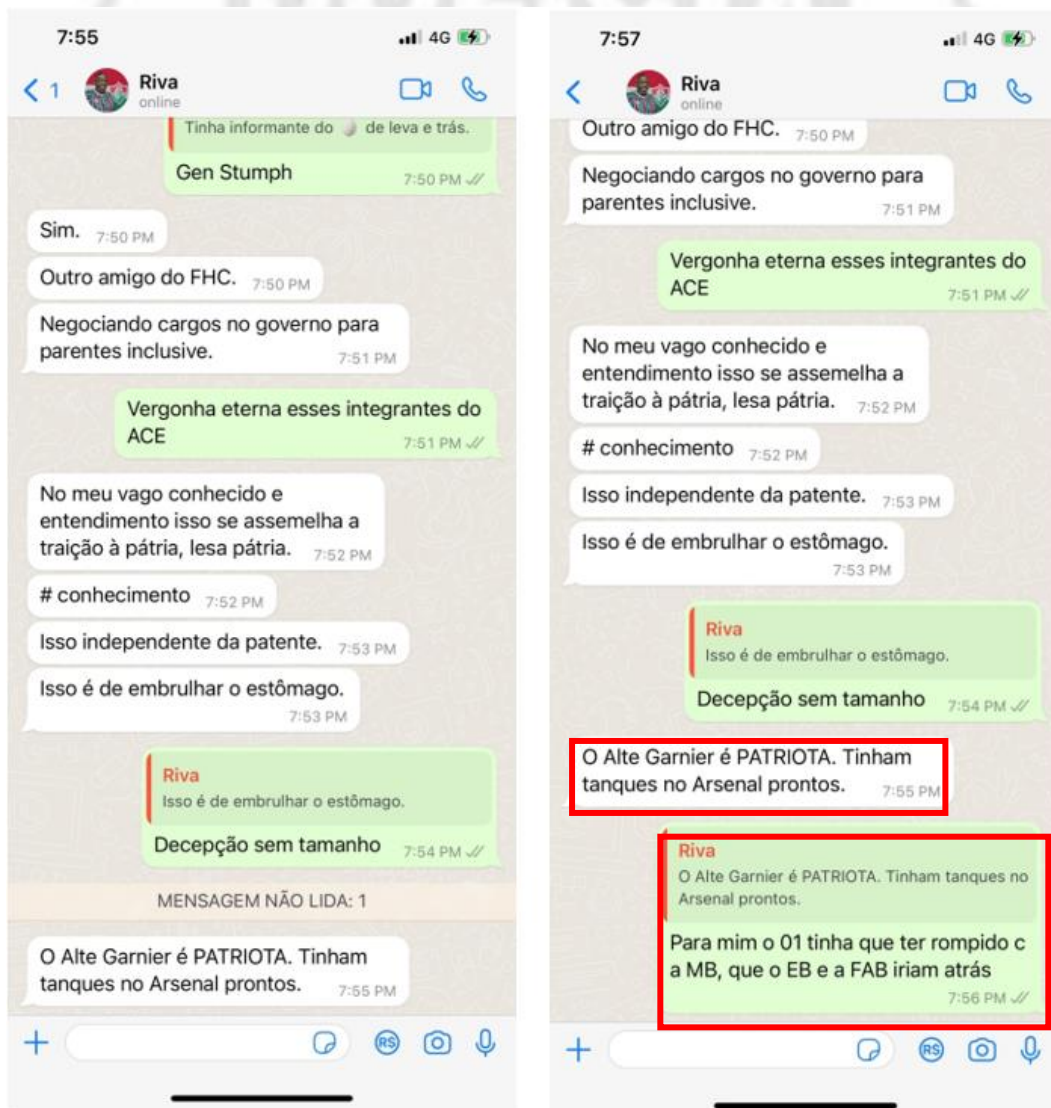 7:55
4G
1
Riva
online
Tinha informante do 🥚 de leva e trás.
Gen Stumph
7:50 PM
Sim. 7:50 PM
Outro amigo do FHC. 7:50 PM
Negociando cargos no governo para
parentes inclusive. 7:51 PM
Vergonha eterna esses integrantes do
ACE 7:51 PM
No meu vago conhecido e
entendimento isso se assemelha a
traição à pátria, lesa pátria. 7:52 PM
# conhecimento 7:52 PM
Isso independente da patente. 7:53 PM
Isso é de embrulhar o estômago.
7:53 PM
Riva
Isso é de embrulhar o estômago.
Decepção sem tamanho 7:54 PM
MENSAGEM NÃO LIDA: 1
O Alte Garnier é PATRIOTA. Tinham
tanques no Arsenal prontos. 7:55 PM
RS
7:57
4G
Riva
online
Outro amigo do FHC. 7:50 PM
Negociando cargos no governo para
parentes inclusive. 7:51 PM
Vergonha eterna esses integrantes do
ACE 7:51 PM
No meu vago conhecido e
entendimento isso se assemelha a
traição à pátria, lesa pátria. 7:52 PM
# conhecimento 7:52 PM
Isso independente da patente. 7:53 PM
Isso é de embrulhar o estômago.
7:53 PM
Riva
Isso é de embrulhar o estômago.
Decepção sem tamanho 7:54 PM
O Alte Garnier é PATRIOTA. Tinham
tanques no Arsenal prontos. 7:55 PM
Riva
O Alte Garnier é PATRIOTA. Tinham tanques no
Arsenal prontos.
Para mim o 01 tinha que ter rompido c
a MB, que o EB e a FAB iriam atrás
7:56 PM
RS